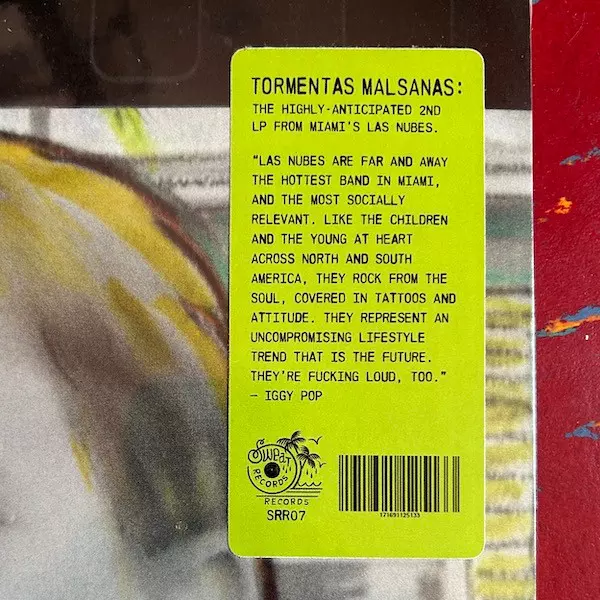 TORMENTAS MALSANAS:
THE HIGHLY-ANTICIPATED 2ND
LP FROM MIAMI'S LAS NUBES.
"LAS NUBES ARE FAR AND AWAY
THE HOTTEST BAND IN MIAMI,
AND THE MOST SOCIALLY
RELEVANT. LIKE THE CHILDREN
AND THE YOUNG AT HEART
ACROSS NORTH AND SOUTH
AMERICA, THEY ROCK FROM THE
SOUL, COVERED IN TATTOOS AND
ATTITUDE. THEY REPRESENT AN
UNCOMPROMISING LIFESTYLE
TREND THAT IS THE FUTURE.
THEY'RE FUCKING LOUD, TOO."
— IGGY POP
SWEAT
RECORDS
RECORDS
SRR07
171691125133